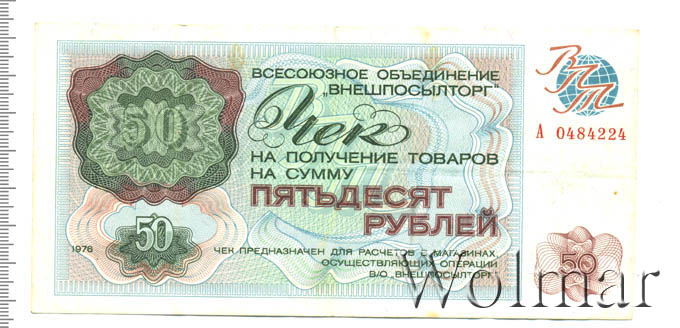 50
ВСЕСОЮЗНОЕ ОБЪЕДИНЕНИЕ
„ВНЕШПОСЫЛТОРГ"
ВПТ
А 0484224
Чек
НА ПОЛУЧЕНИЕ ТОВАРОВ
НА СУММУ
ПЯТЬДЕСЯТ
РУБЛЕЙ
50
1976
ЧЕК ПРЕДНАЗНАЧЕН ДЛЯ РАСЧЕТОВ В МАГАЗИНАХ,
ОСУЩЕСТВЛЯЮЩИХ ОПЕРАЦИИ
В/О „ВНЕШПОСЫЛТОРГ"
50
Wolmar